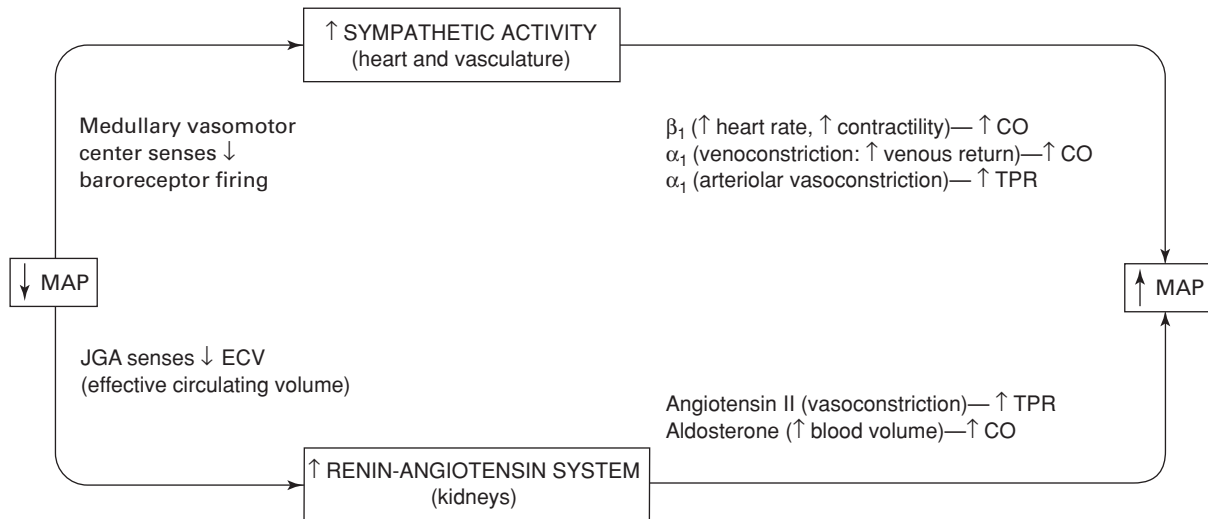 ↑ SYMPATHETIC ACTIVITY
(heart and vasculature)
Medullary vasomotor
center senses ↓
baroreceptor firing
β₁ (↑ heart rate, ↑ contractility)— ↑ CO
α₁ (venoconstriction: ↑ venous return)—↑ CO
α₁ (arteriolar vasoconstriction)— ↑ TPR
↓ MAP
↑ MAP
JGA senses ↓ ECV
(effective circulating volume)
Angiotensin II (vasoconstriction)— ↑ TPR
Aldosterone (↑ blood volume)—↑ CO
↑ RENIN-ANGIOTENSIN SYSTEM
(kidneys)